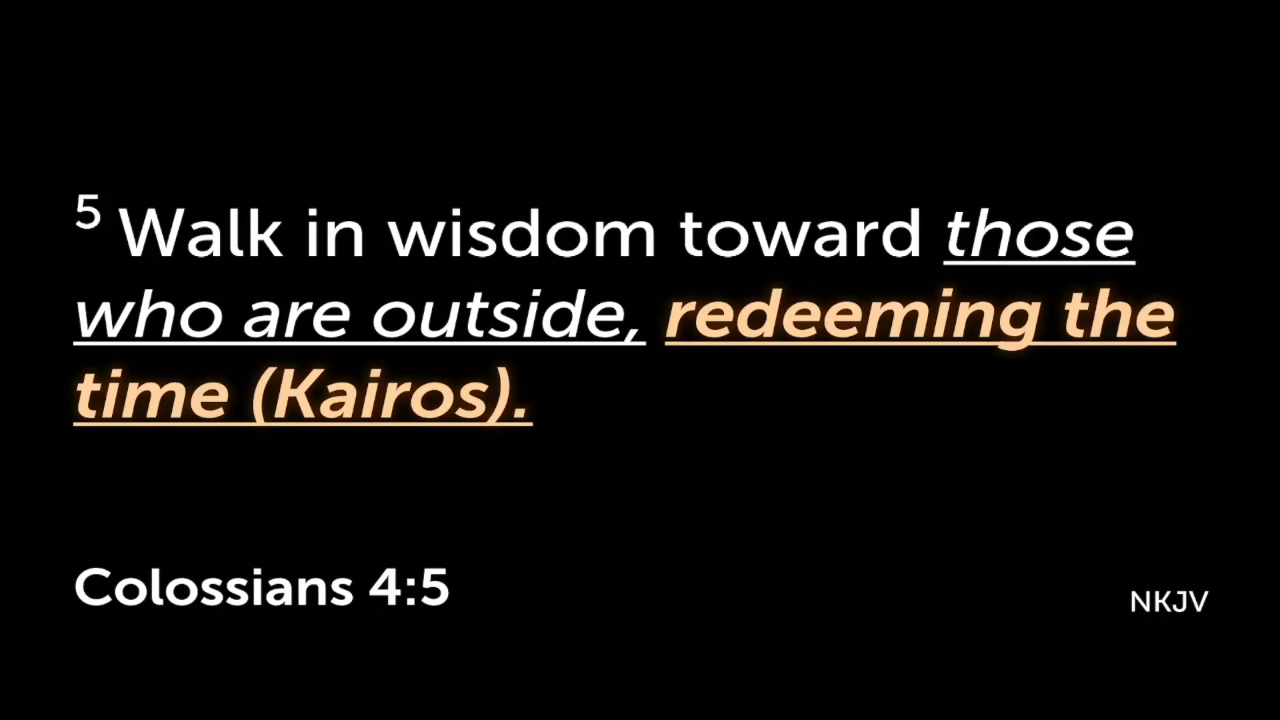 5 Walk in wisdom toward those
who are outside, redeeming the
time (Kairos).
Colossians 4:5
NKJV